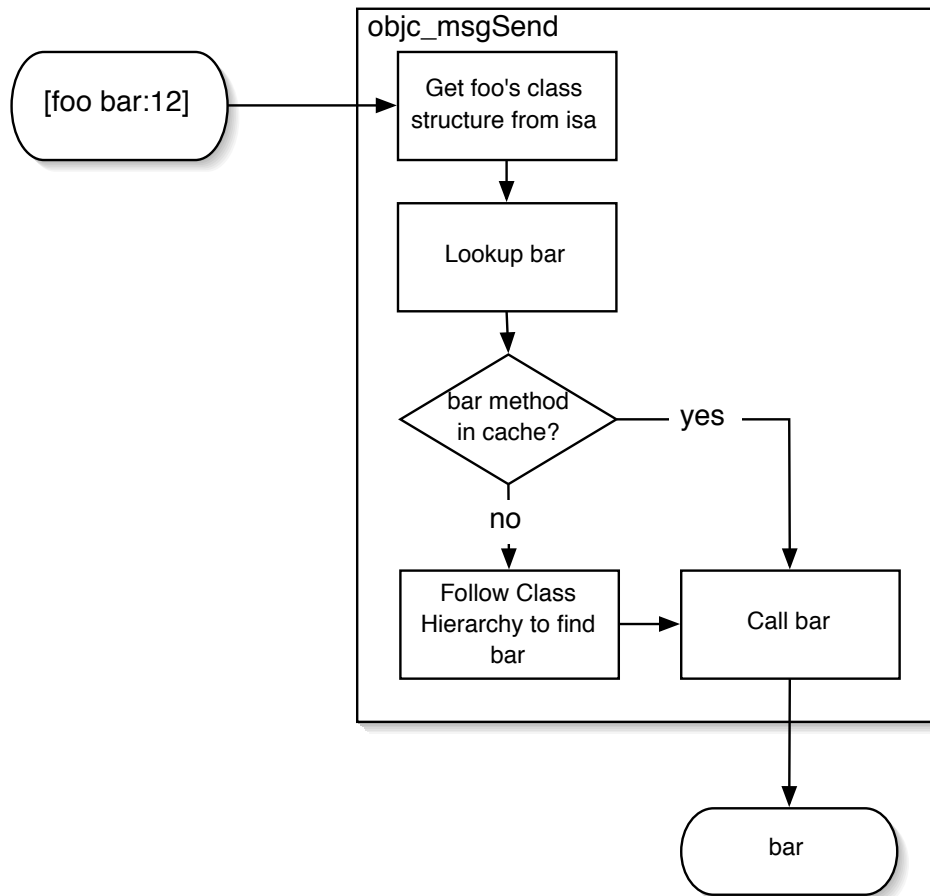 objc_msgSend
[foo bar:12]
Get foo's class
structure from isa
Lookup bar
bar method
in cache?
yes
no
Follow Class
Hierarchy to find
bar
Call bar
bar